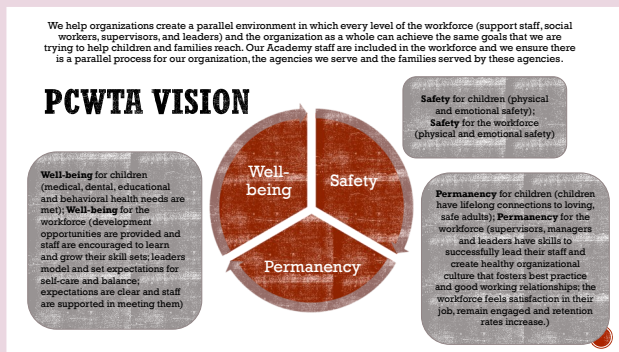 We help organizations create a parallel environment in which every level of the workforce (support staff, social
workers, supervisors, and leaders) and the organization as a whole can achieve the same goals that we are
trying to help children and families reach. Our Academy staff are included in the workforce and we ensure there
is a parallel process for our organization, the agencies we serve and the families served by these agencies.
PCWTA VISION
Safety for children (physical
and emotional safety);
Safety for the workforce
(physical and emotional safety)
Well-
being
Safety
Permanency
Well-being for children
(medical, dental, educational
and behavioral health needs are
met); Well-being for the
workforce (development
opportunities are provided and
staff are encouraged to learn
and grow their skill sets; leaders
model and set expectations for
self-care and balance;
expectations are clear and staff
are supported in meeting them)
Permanency for children (children
have lifelong connections to loving,
safe adults); Permanency for the
workforce (supervisors, managers
and leaders have skills to
successfully lead their staff and
create healthy organizational
culture that fosters best practice
and good working relationships; the
workforce feels satisfaction in their
job, remain engaged and retention
rates increase.)